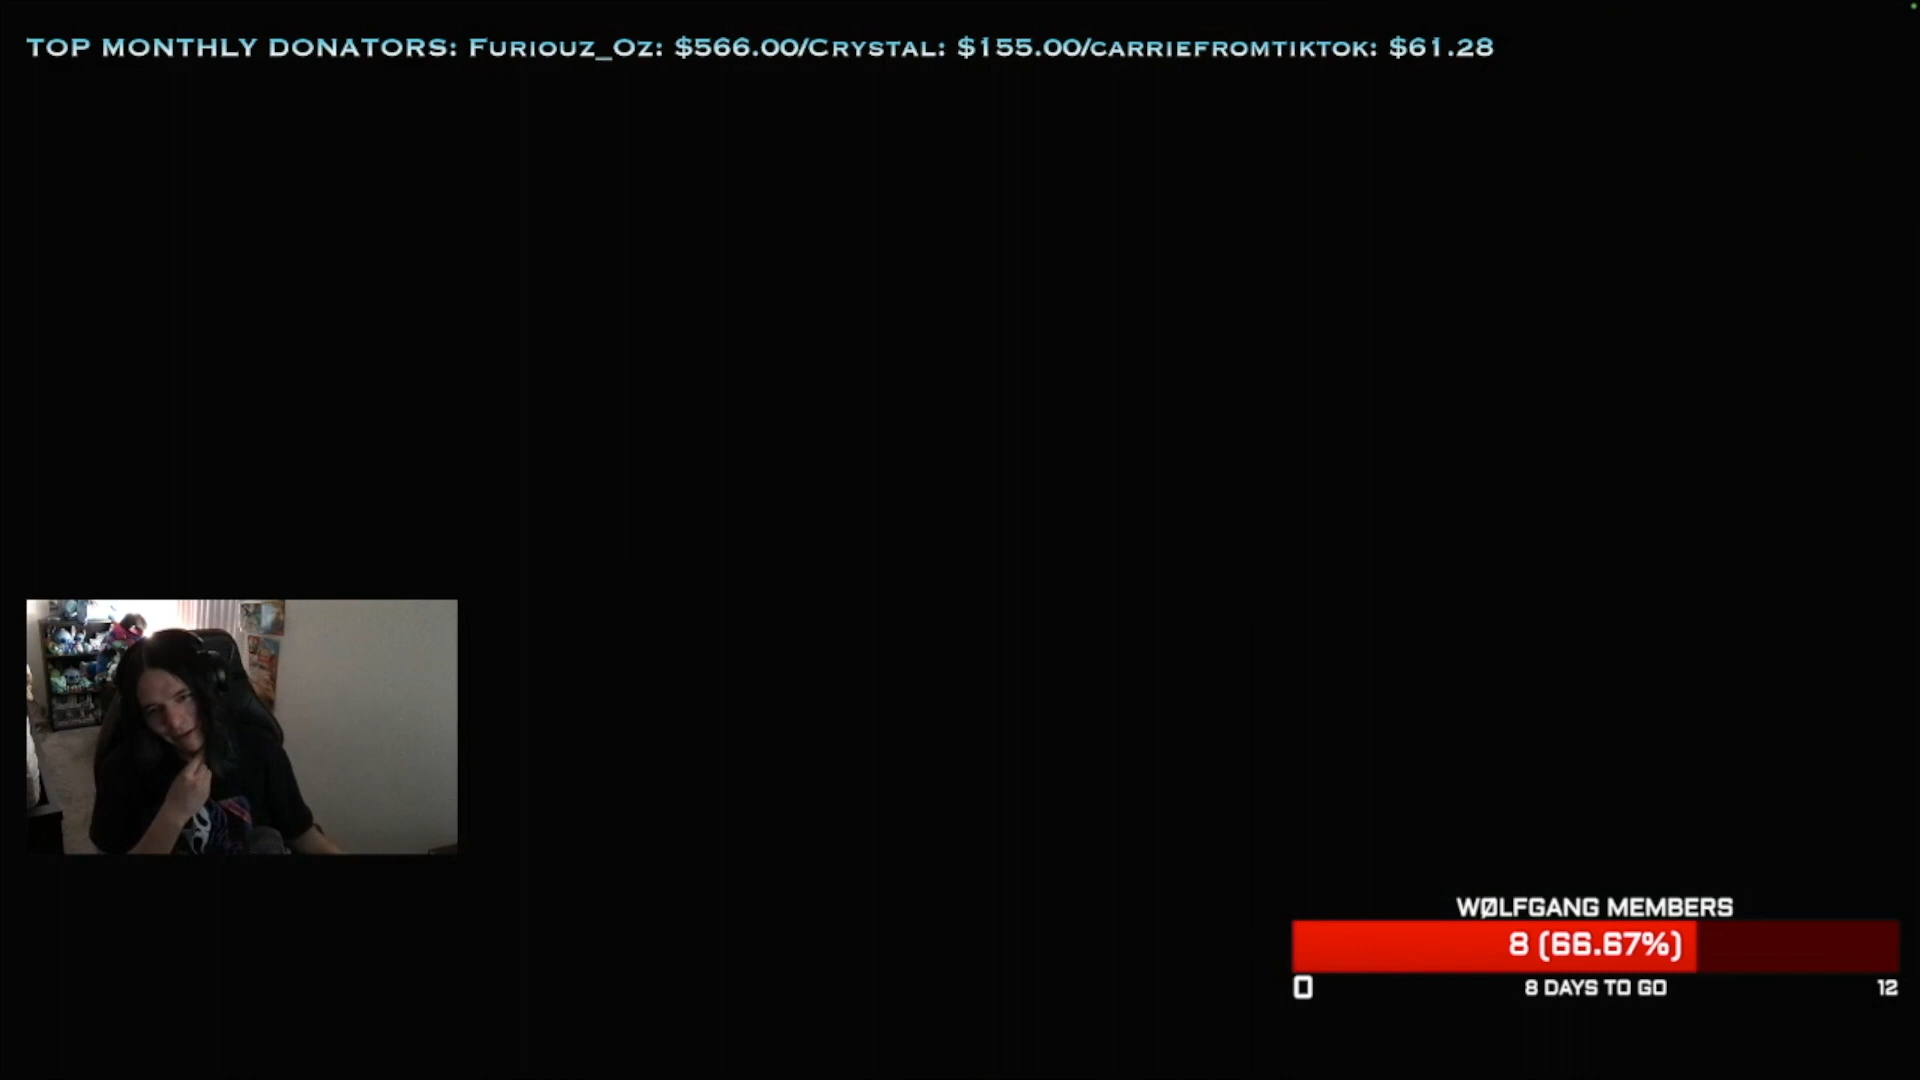 TOP MONTHLY DONATORS: Furiouz_Oz: $566.00/Crystal: $155.00/carriefromtiktok: $61.28
WØLFGANG MEMBERS
8 (66.67%)
0 8 DAYS TO GO 12